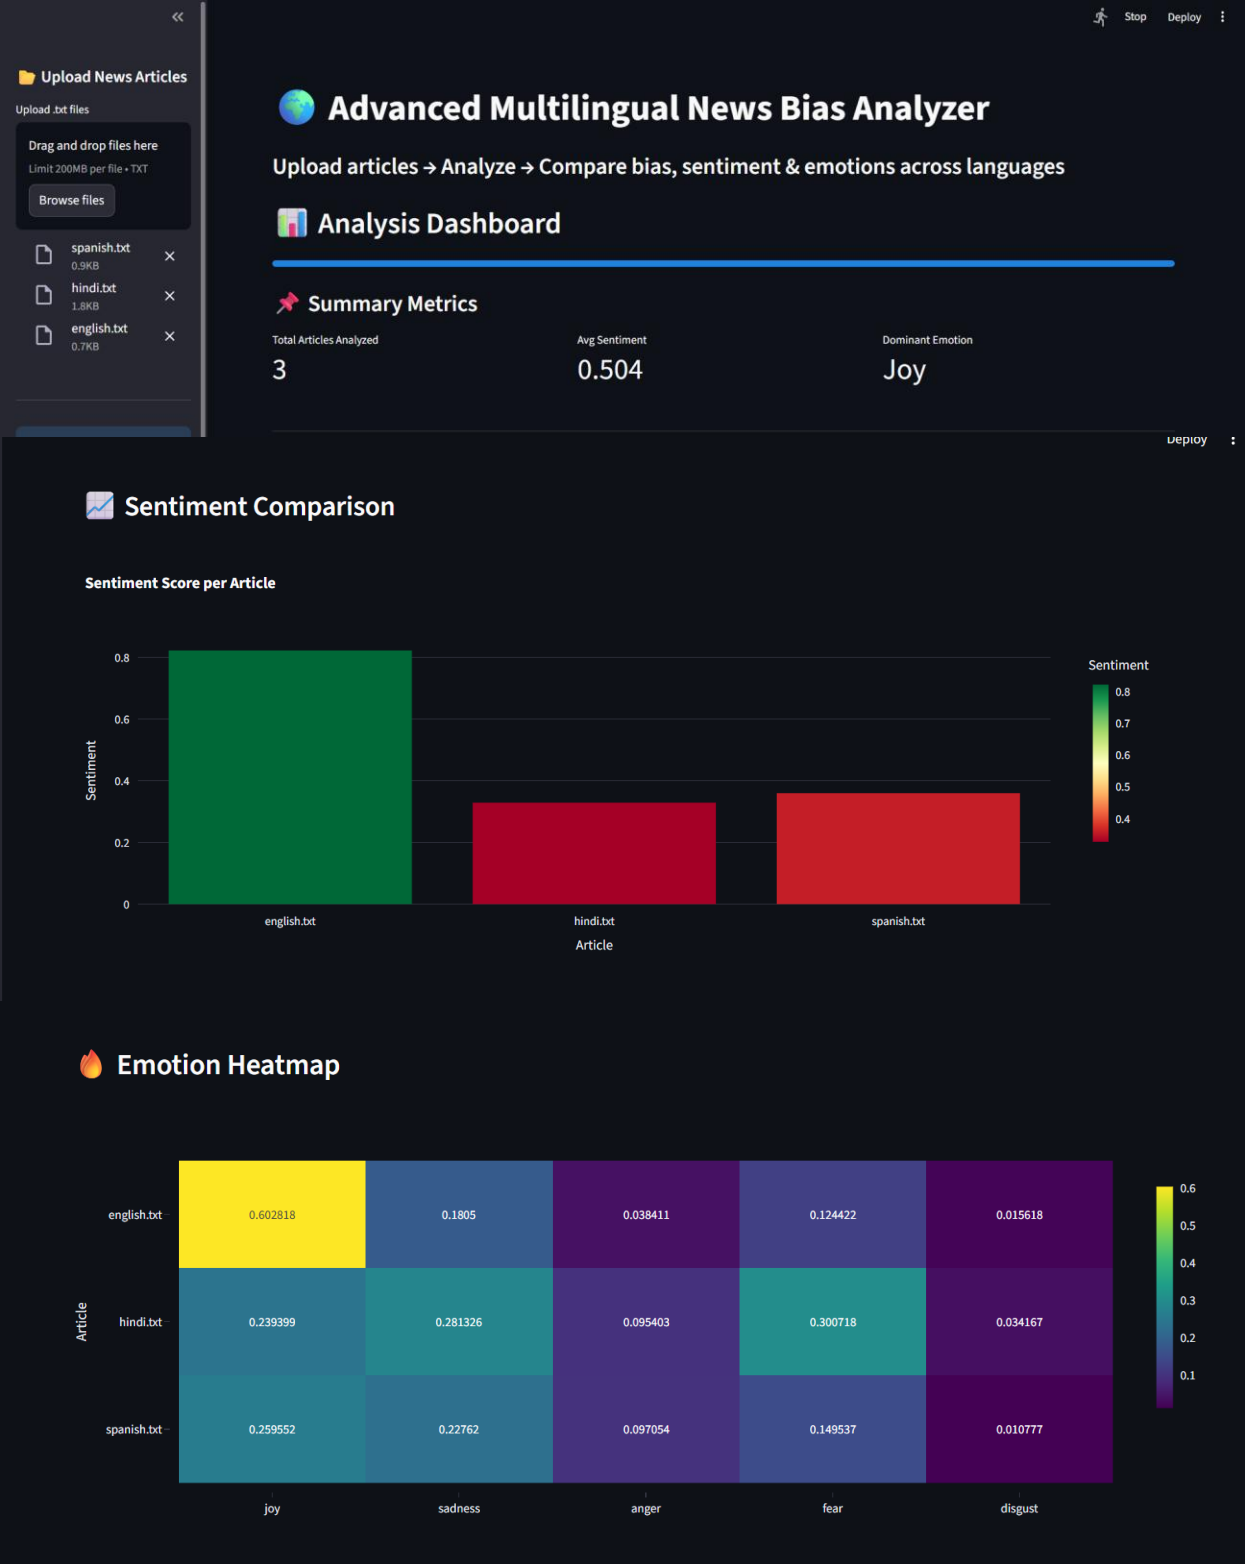 Stop Deploy
Upload News Articles
Upload .txt files
Drag and drop files here
Limit 200MB per file • TXT
Browse files
spanish.txt
0.9KB
hindi.txt
1.8KB
english.txt
0.7KB
Advanced Multilingual News Bias Analyzer
Upload articles → Analyze → Compare bias, sentiment & emotions across languages
Analysis Dashboard
Summary Metrics
Total Articles Analyzed
3
Avg Sentiment
0.504
Dominant Emotion
Joy
Deploy
Sentiment Comparison
Sentiment Score per Article
Sentiment
0.8
0.6
0.4
0.2
0
english.txt hindi.txt spanish.txt
Article
Sentiment
0.8
0.7
0.6
0.5
0.4
Emotion Heatmap
Article
english.txt 0.602818 0.1805 0.038411 0.124422 0.015618
hindi.txt 0.239399 0.281326 0.095403 0.300718 0.034167
spanish.txt 0.259552 0.22762 0.097054 0.149537 0.010777
joy sadness anger fear disgust
0.6
0.5
0.4
0.3
0.2
0.1